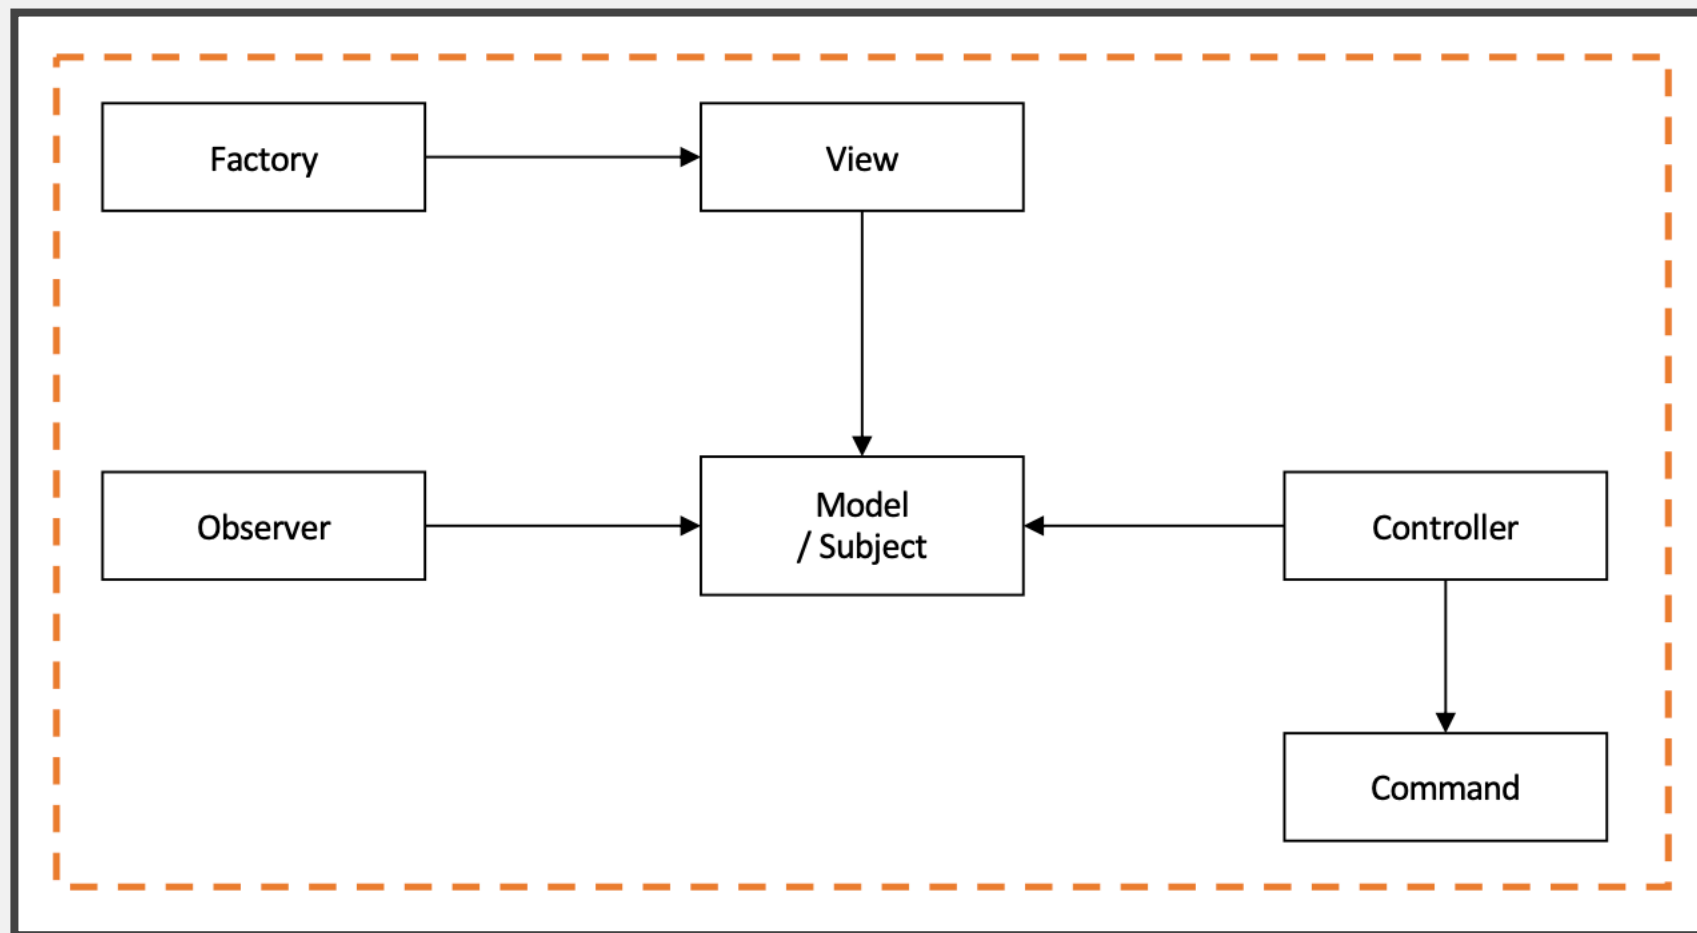 Factory
View
Observer
Model
/ Subject
Controller
Command